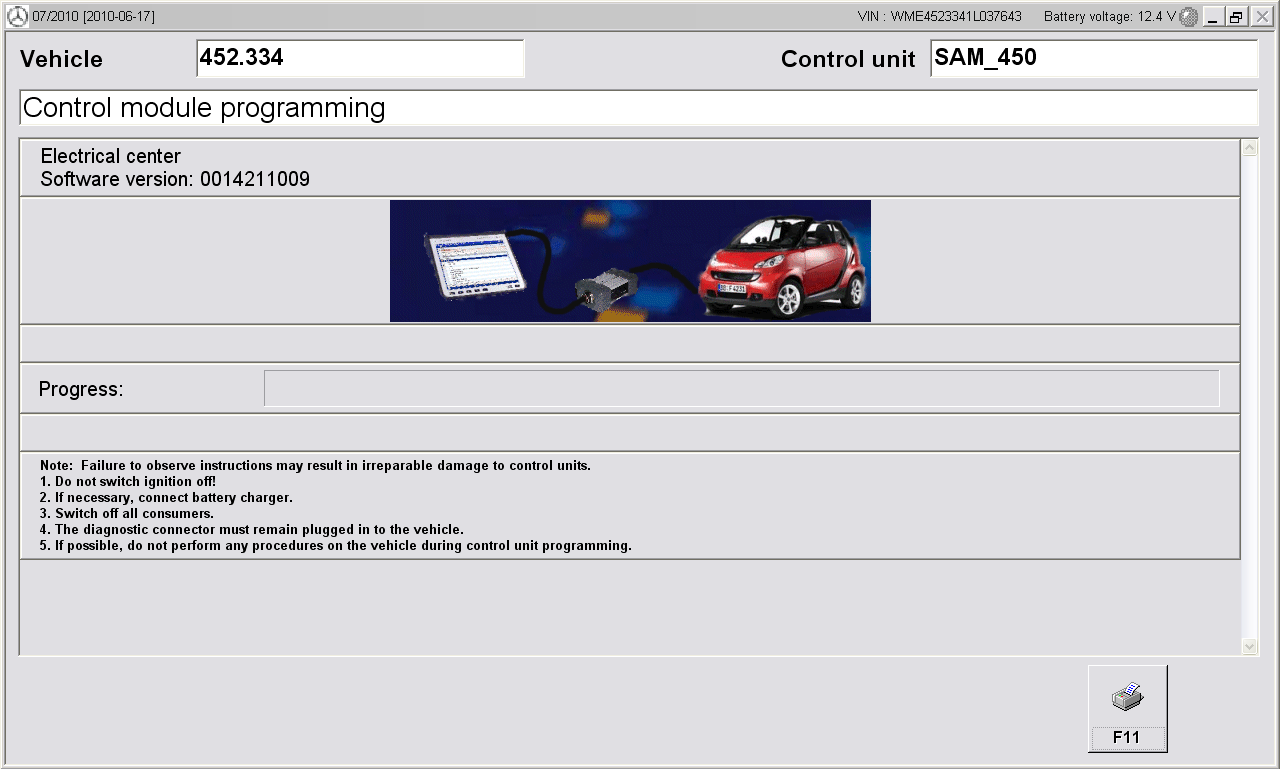 07/2010 [2010-06-17]
VIN : WME4523341L037643 Battery voltage: 12.4 V
Vehicle 452.334 Control unit SAM_450
Control module programming
Electrical center
Software version: 0014211009
Progress:
Note: Failure to observe instructions may result in irreparable damage to control units.
1. Do not switch ignition off!
2. If necessary, connect battery charger.
3. Switch off all consumers.
4. The diagnostic connector must remain plugged in to the vehicle.
5. If possible, do not perform any procedures on the vehicle during control unit programming.
F11